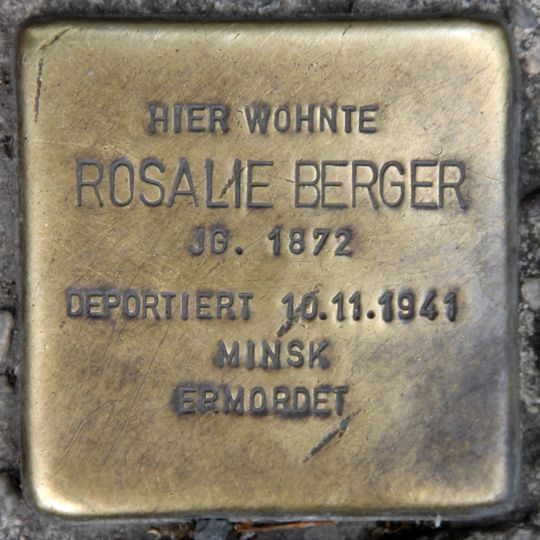 HIER WOHNTE
ROSALIE BERGER
JG. 1872
DEPORTIERT 10.11.1941
MINSK
ERMORDET